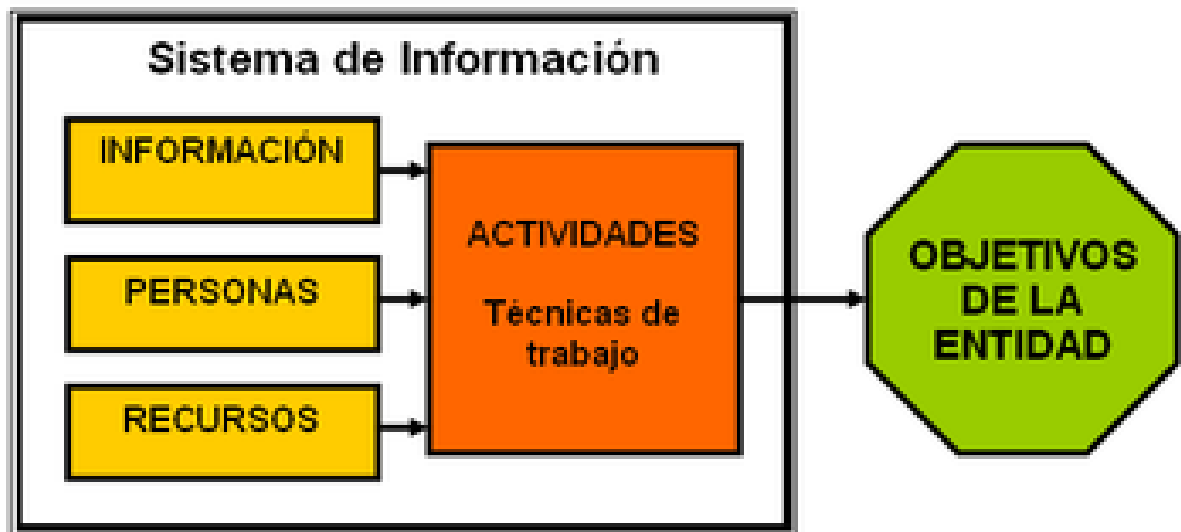 Sistema de Información
INFORMACIÓN
PERSONAS
RECURSOS
ACTIVIDADES
Técnicas de
trabajo
OBJETIVOS
DE LA
ENTIDAD